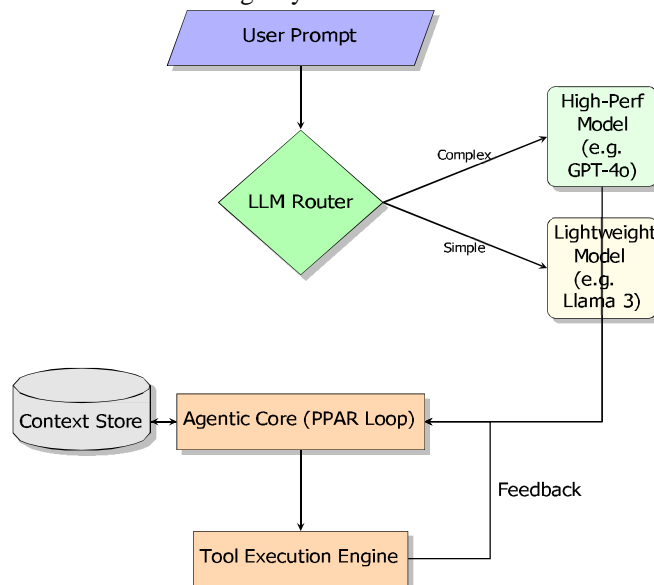 User Prompt
High-Perf
Model
(e.g.
GPT-4o)
Complex
LLM Router
Simple
Lightweight
Model
(e.g.
Llama 3)
Context Store
Agentic Core (PPAR Loop)
Feedback
Tool Execution Engine